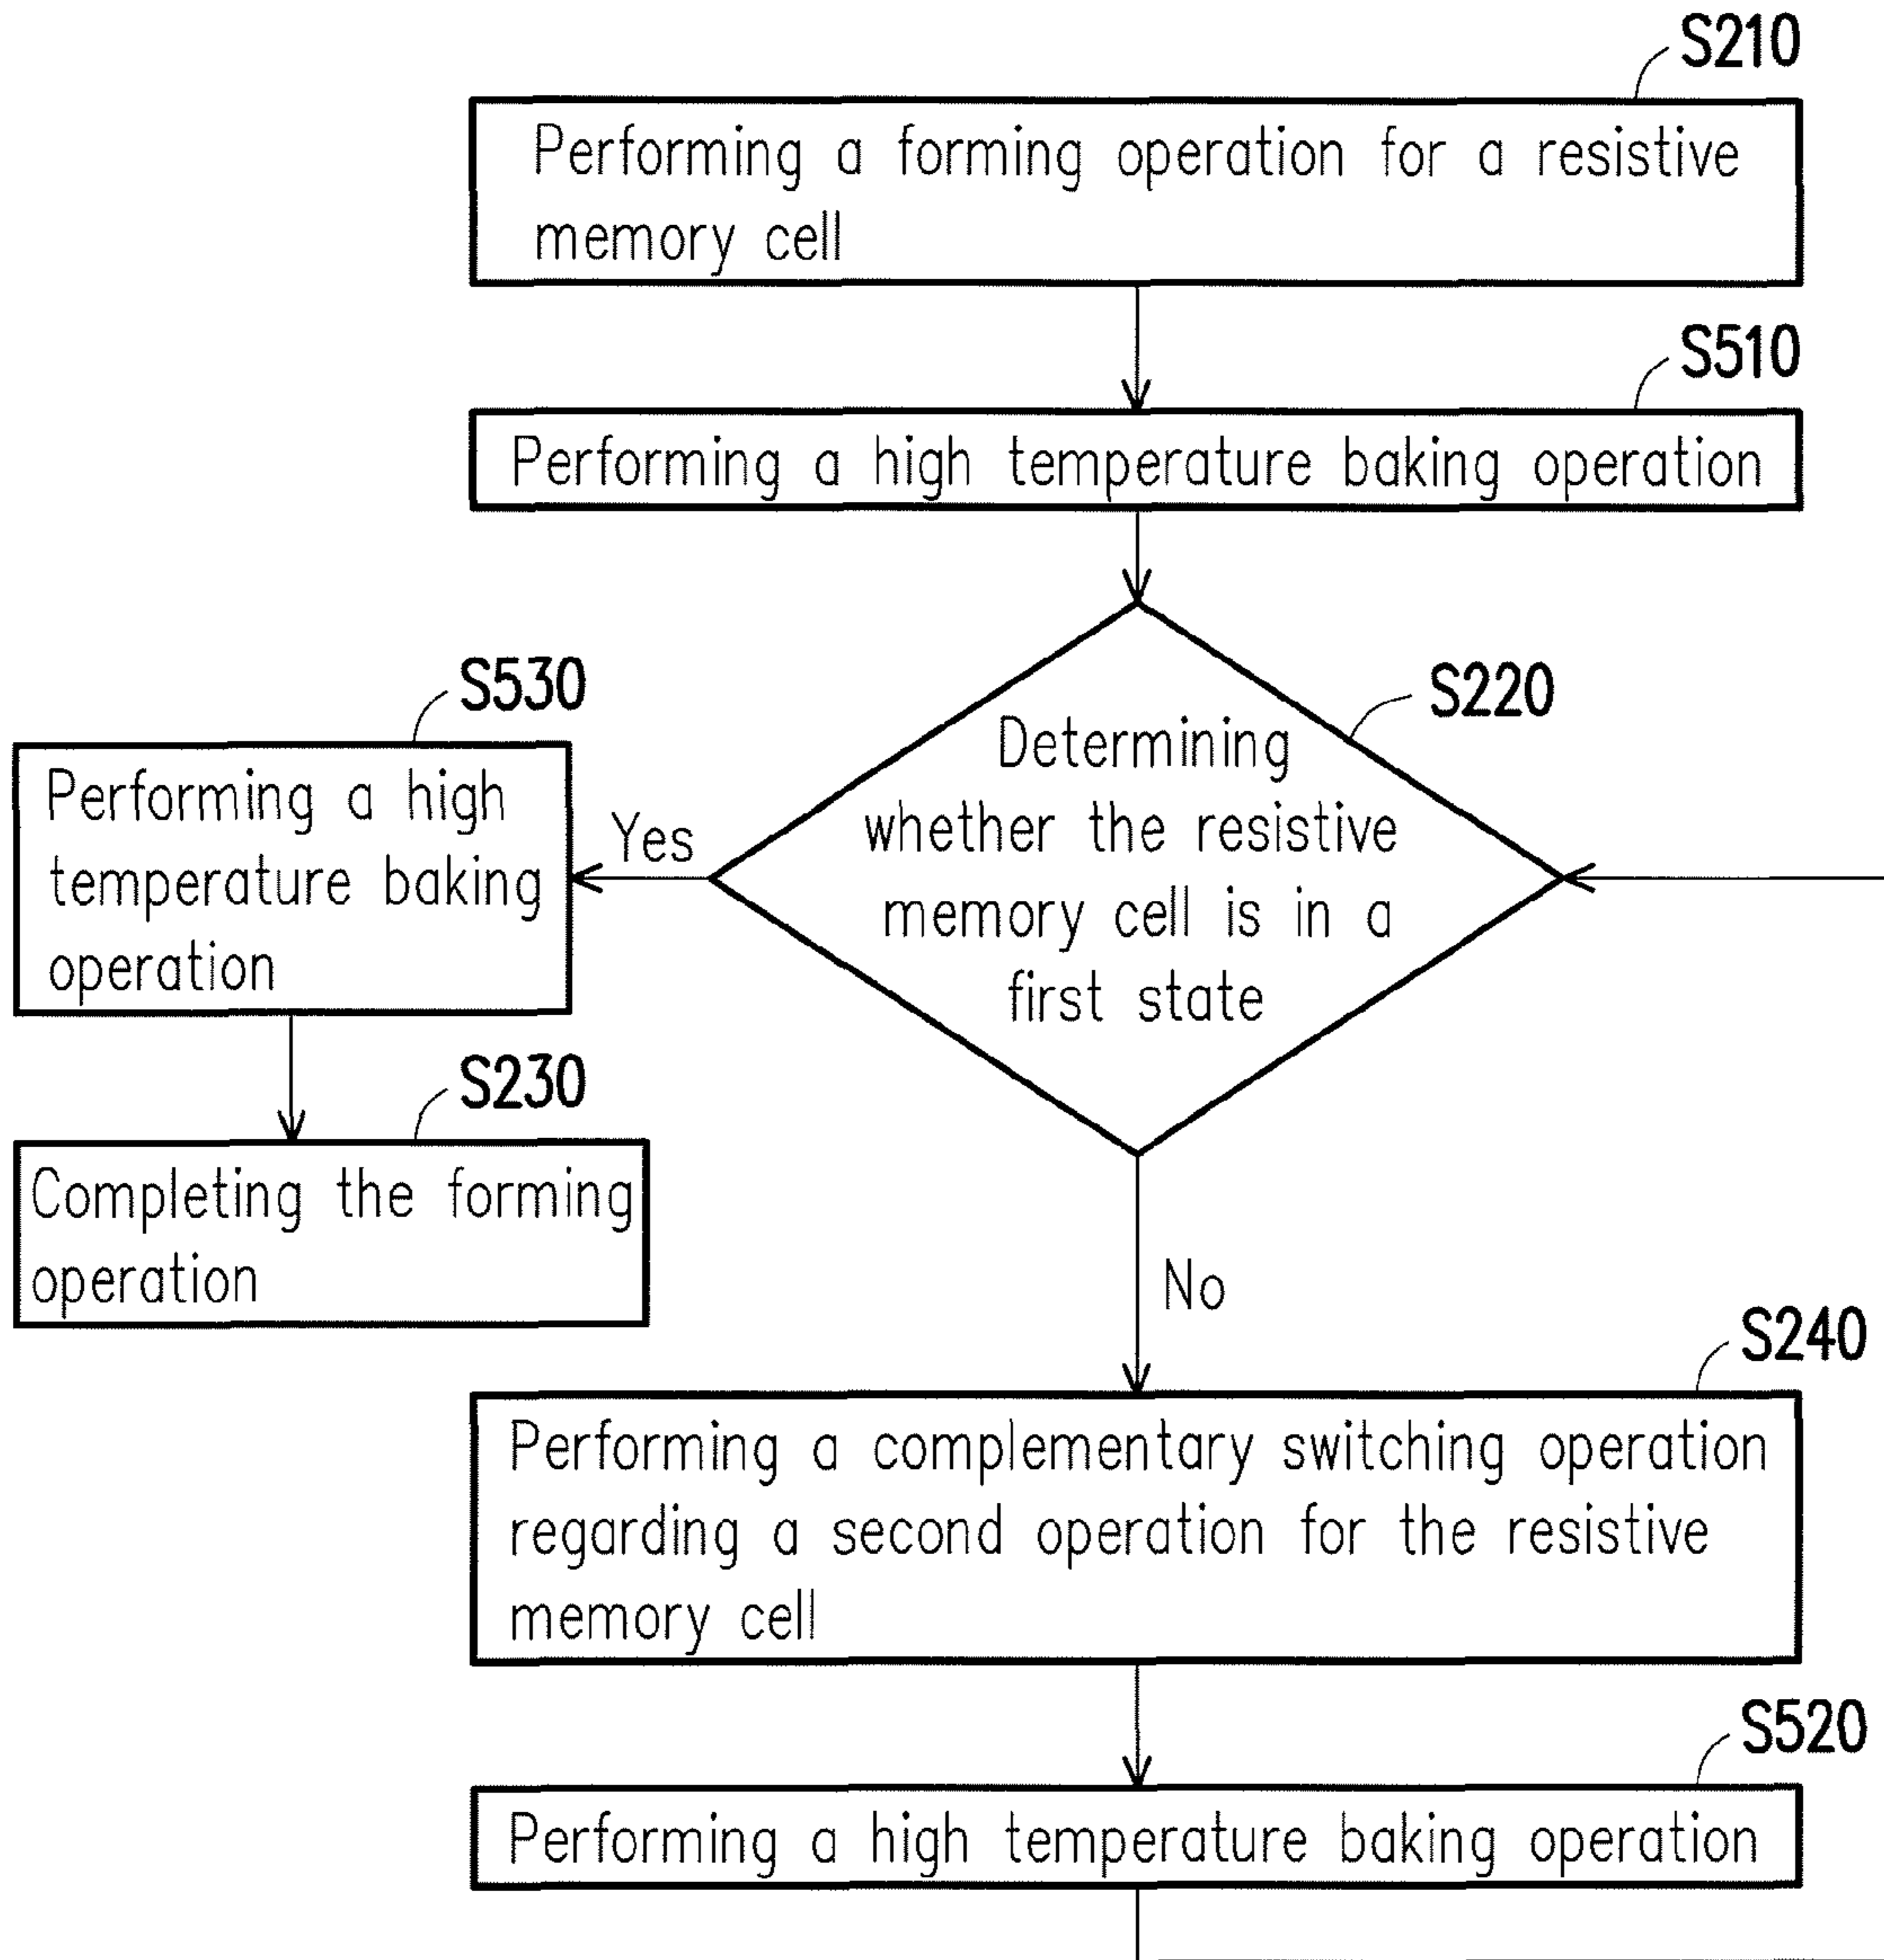 S210
Performing a forming operation for a resistive
memory cell
S510
Performing a high temperature baking operation
S220
Determining
whether the resistive
memory cell is in a
first state
Yes
S530
Performing a high
temperature baking
operation
S230
Completing the forming
operation
No
S240
Performing a complementary switching operation
regarding a second operation for the resistive
memory cell
S520
Performing a high temperature baking operation